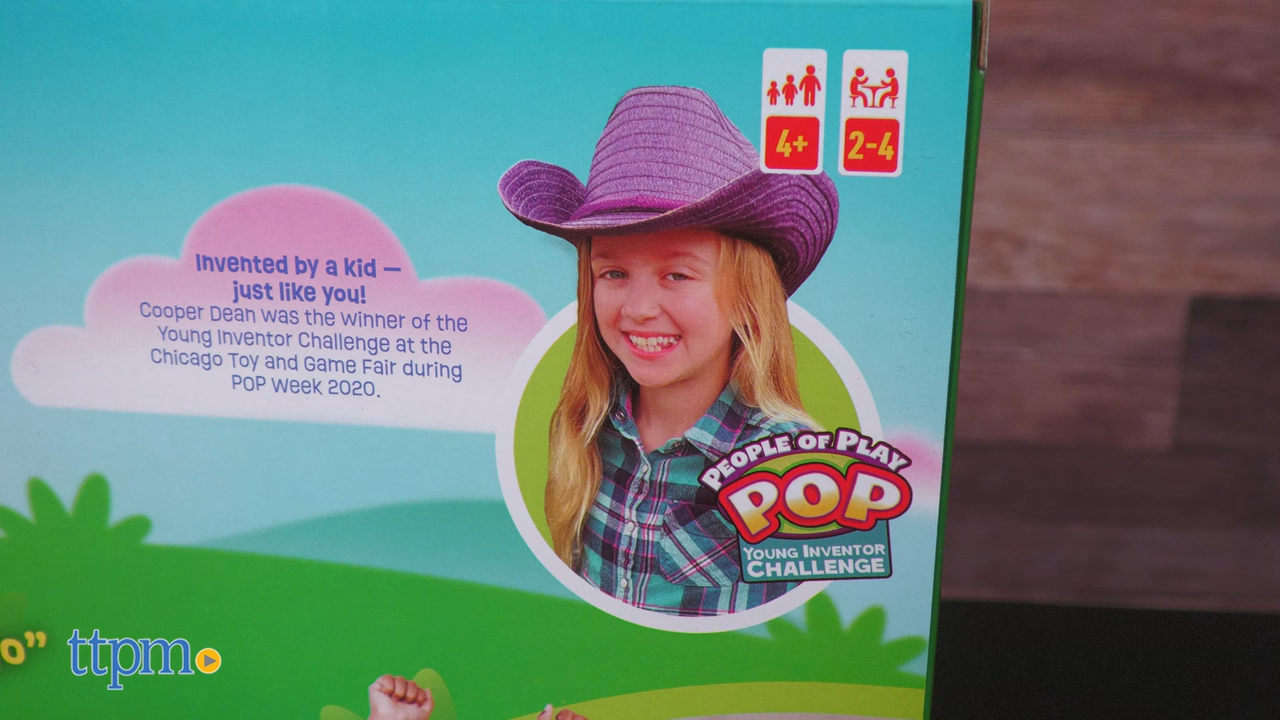 4+
2-4
Invented by a kid —
just like you!
Cooper Dean was the winner of the
Young Inventor Challenge at the
Chicago Toy and Game Fair during
POP Week 2020.
PEOPLE OF PLAY
POP
YOUNG INVENTOR
CHALLENGE
o”
ttpm